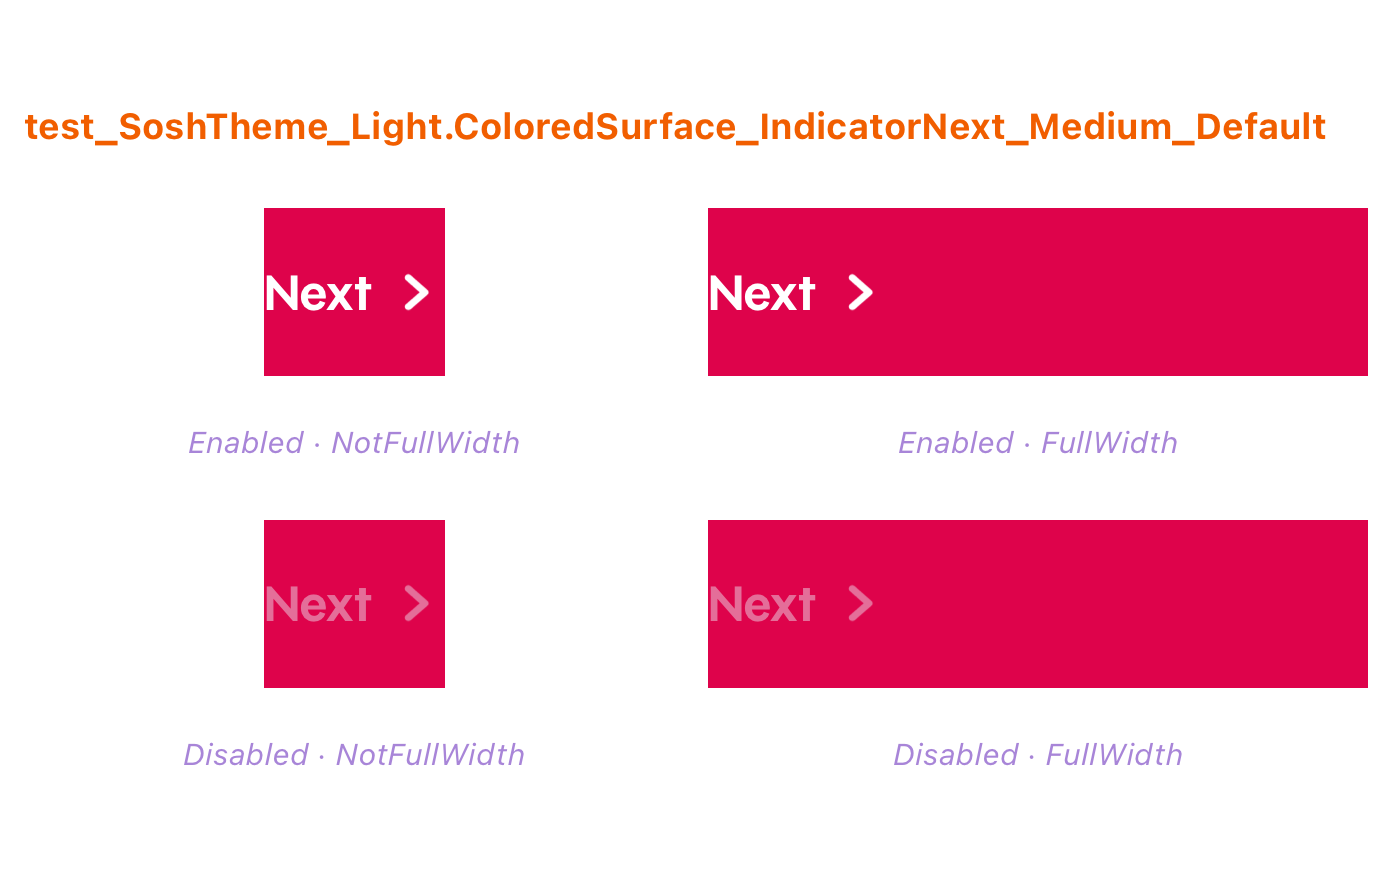 test_SoshTheme_Light.ColoredSurface_IndicatorNext_Medium_Default
Next
Next
Enabled · NotFullWidth
Enabled · FullWidth
Next
Next
Disabled · NotFullWidth
Disabled · FullWidth